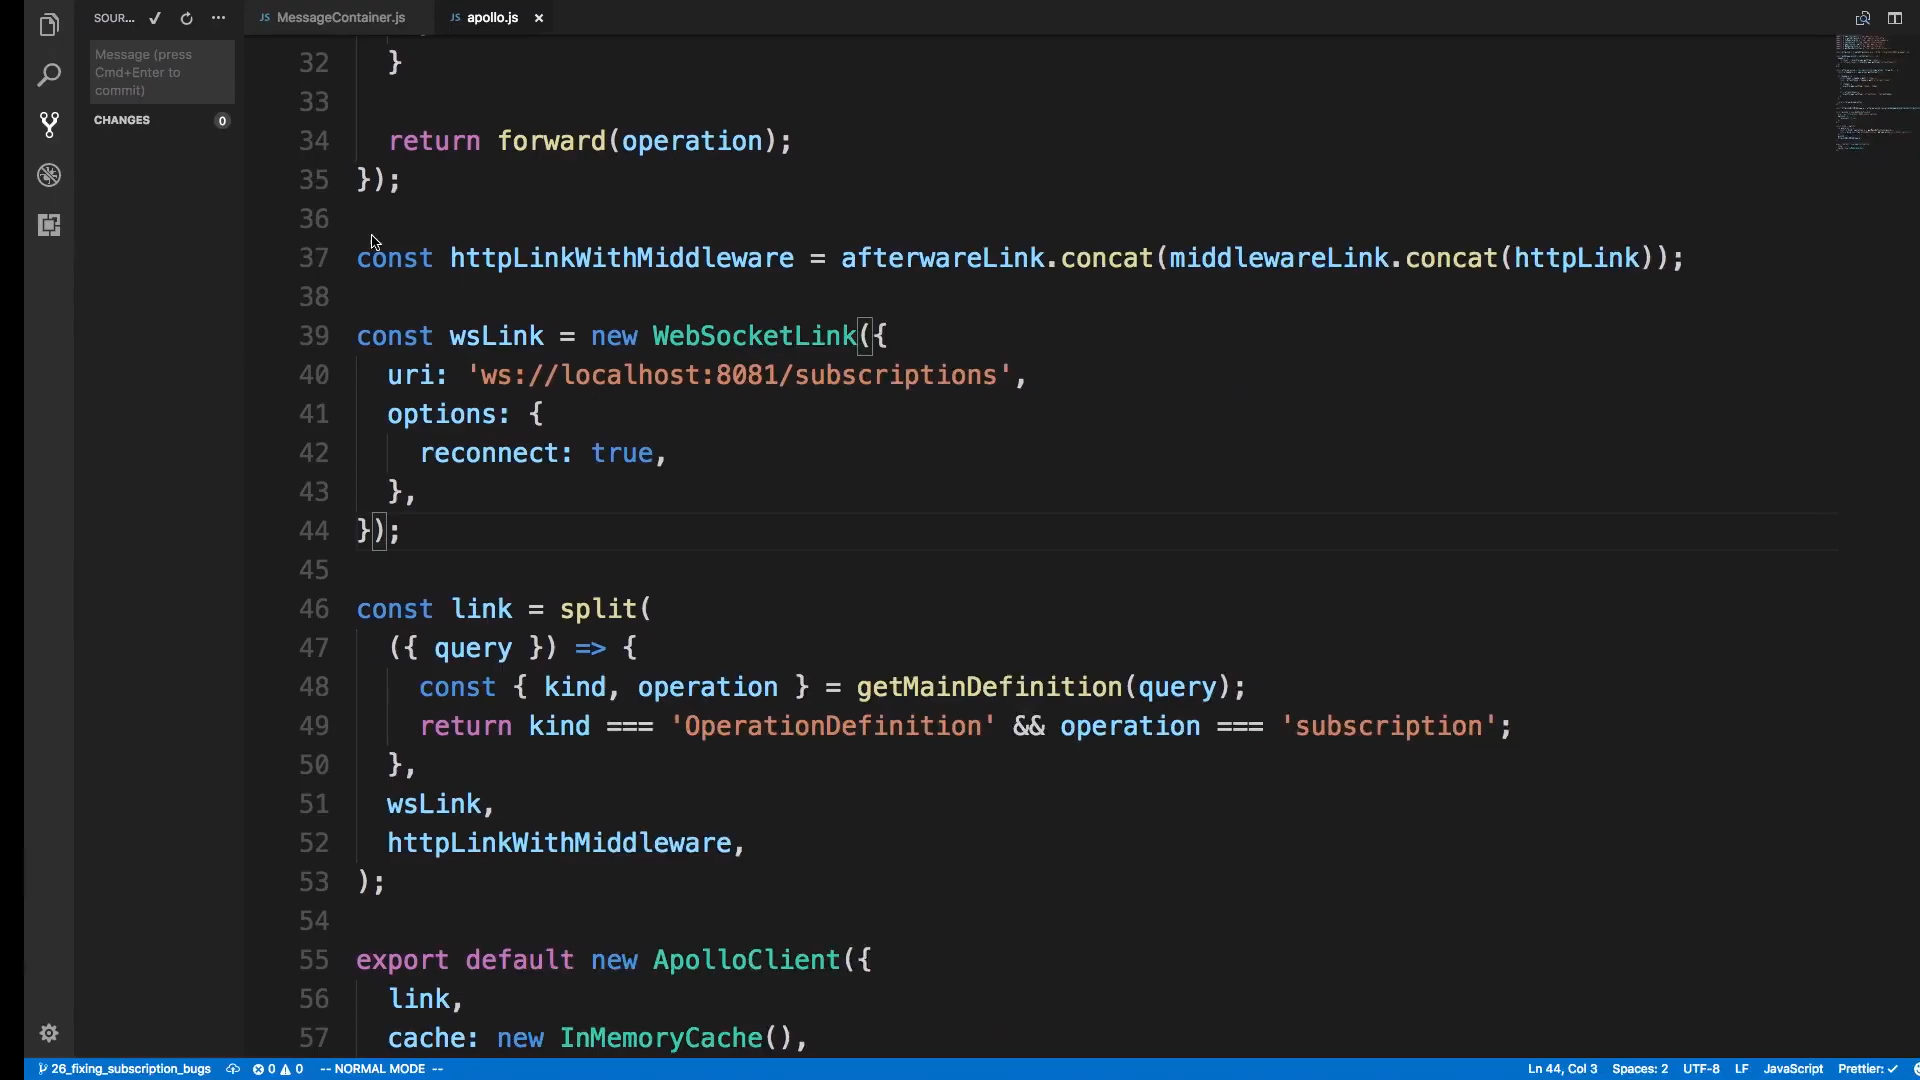 SOUR...
MessageContainer.js
apollo.js
Message (press
Cmd+Enter to
commit)
CHANGES
0
32 }
33
34 return forward(operation);
35 });
36
37 const httpLinkWithMiddleware = afterwareLink.concat(middlewareLink.concat(httpLink));
38
39 const wsLink = new WebSocketLink({
40 uri: 'ws://localhost:8081/subscriptions',
41 options: {
42 reconnect: true,
43 },
44 });
45
46 const link = split(
47 ({ query }) => {
48 const { kind, operation } = getMainDefinition(query);
49 return kind === 'OperationDefinition' && operation === 'subscription';
50 },
51 wsLink,
52 httpLinkWithMiddleware,
53 );
54
55 export default new ApolloClient({
56 link,
57 cache: new InMemoryCache(),
26_fixing_subscription_bugs 0 0 -- NORMAL MODE -- Ln 44, Col 3 Spaces: 2 UTF-8 LF JavaScript Prettier: ✓